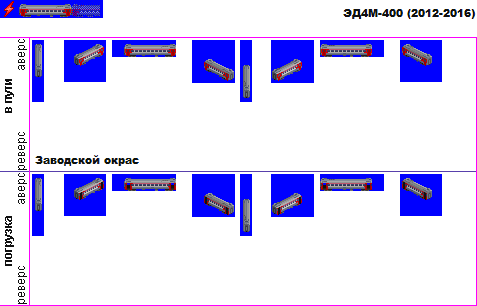 ЭД4М-400 (2012-2016)
в пути
аверс
реверс
Заводской окрас
погрузка
аверс
реверс